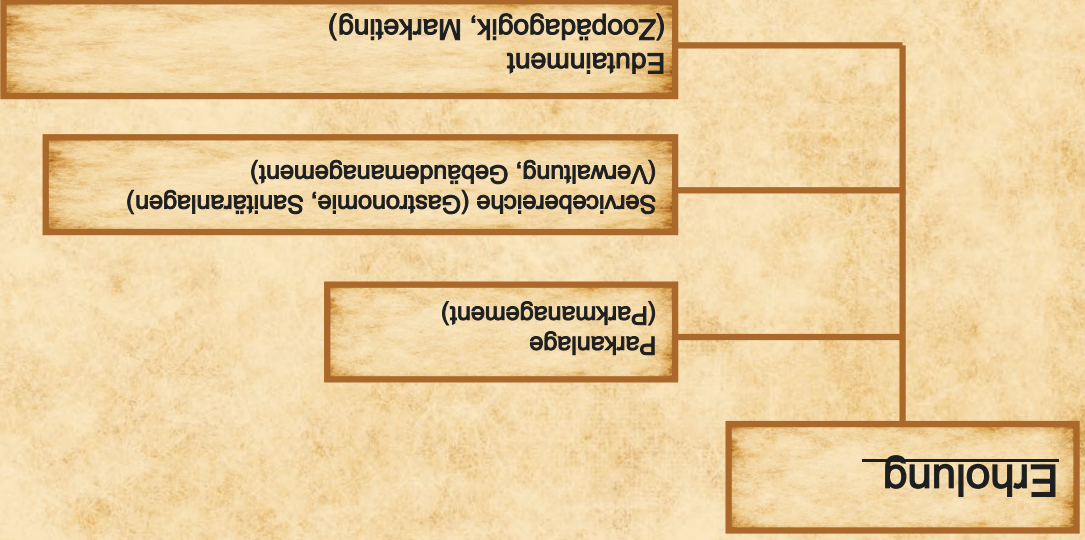 Erholung
Parkanlage
(Parkmanagement)
Servicebereiche (Gastronomie, Sanitäranlagen)
(Verwaltung, Gebäudemanagement)
Edutainment
(Zoopädagogik, Marketing)